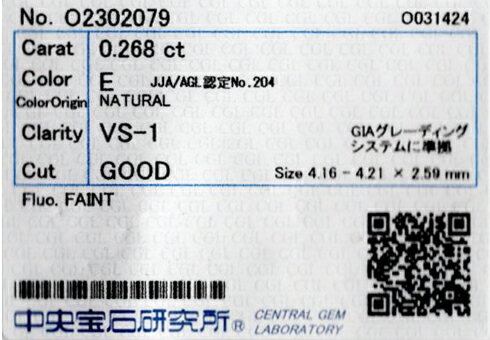 No. O2302079 O031424
Carat 0.268 ct
Color E JJA/AGL認定No.204
ColorOrigin NATURAL
Clarity VS-1 GIAグレーディング
システムに準拠
Cut GOOD Size 4.16 - 4.21 × 2.59 mm
Fluo. FAINT
中央宝石研究所® CENTRAL GEM
LABORATORY